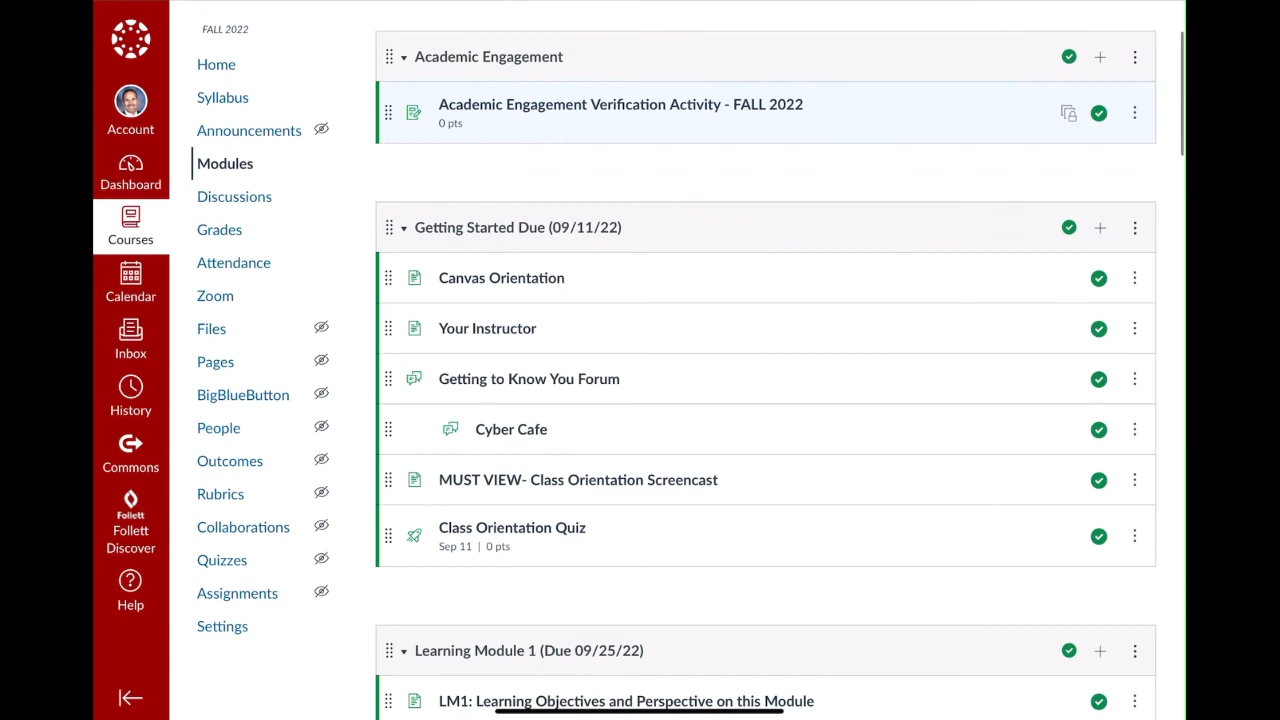 Account
Dashboard
Courses
Calendar
Inbox
History
Commons
Follett
Follett
Discover
Help
FALL 2022
Home
Syllabus
Announcements
Modules
Discussions
Grades
Attendance
Zoom
Files
Pages
BigBlueButton
People
Outcomes
Rubrics
Collaborations
Quizzes
Assignments
Settings
Academic Engagement
Academic Engagement Verification Activity - FALL 2022
0 pts
Getting Started Due (09/11/22)
Canvas Orientation
Your Instructor
Getting to Know You Forum
Cyber Cafe
MUST VIEW- Class Orientation Screencast
Class Orientation Quiz
Sep 11 | 0 pts
Learning Module 1 (Due 09/25/22)
LM1: Learning Objectives and Perspective on this Module